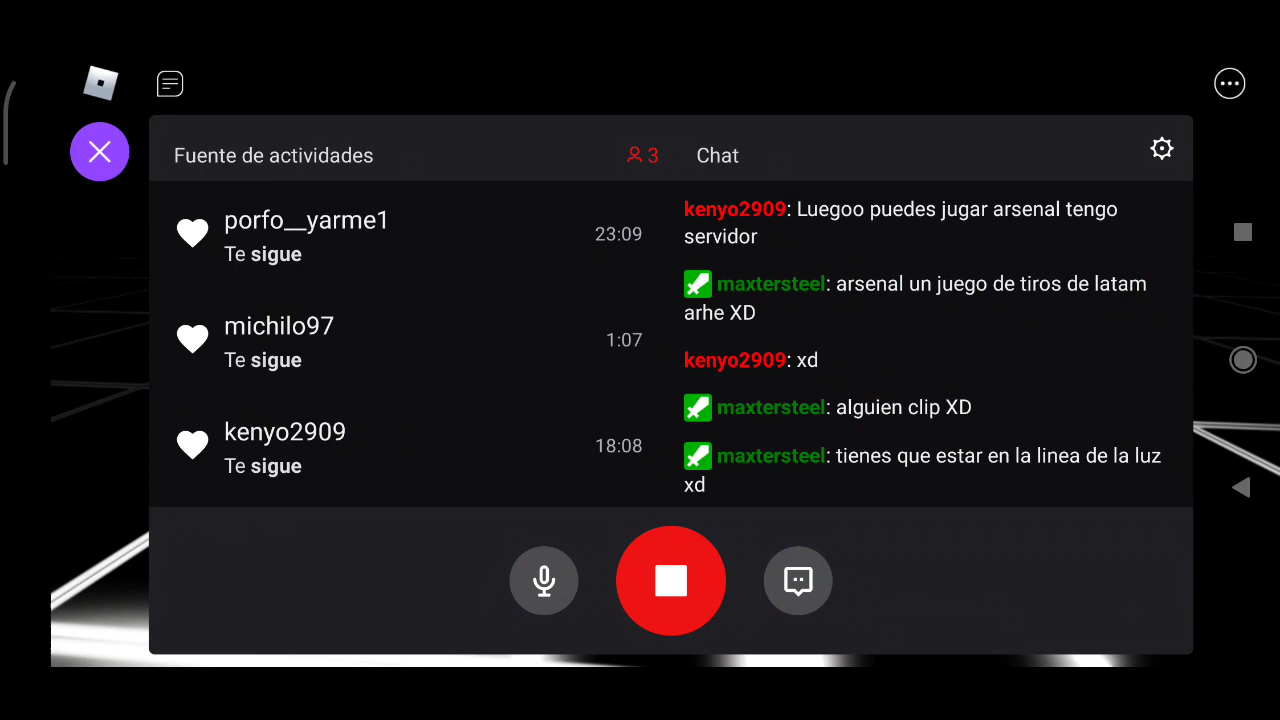 Fuente de actividades
3
porfo__yarme1
Te sigue
23:09
michilo97
Te sigue
1:07
kenyo2909
Te sigue
18:08
Chat
kenyo2909: Luegoo puedes jugar arsenal tengo
servidor
maxtersteel: arsenal un juego de tiros de latam
arhe XD
kenyo2909: xd
maxtersteel: alguien clip XD
maxtersteel: tienes que estar en la linea de la luz
xd